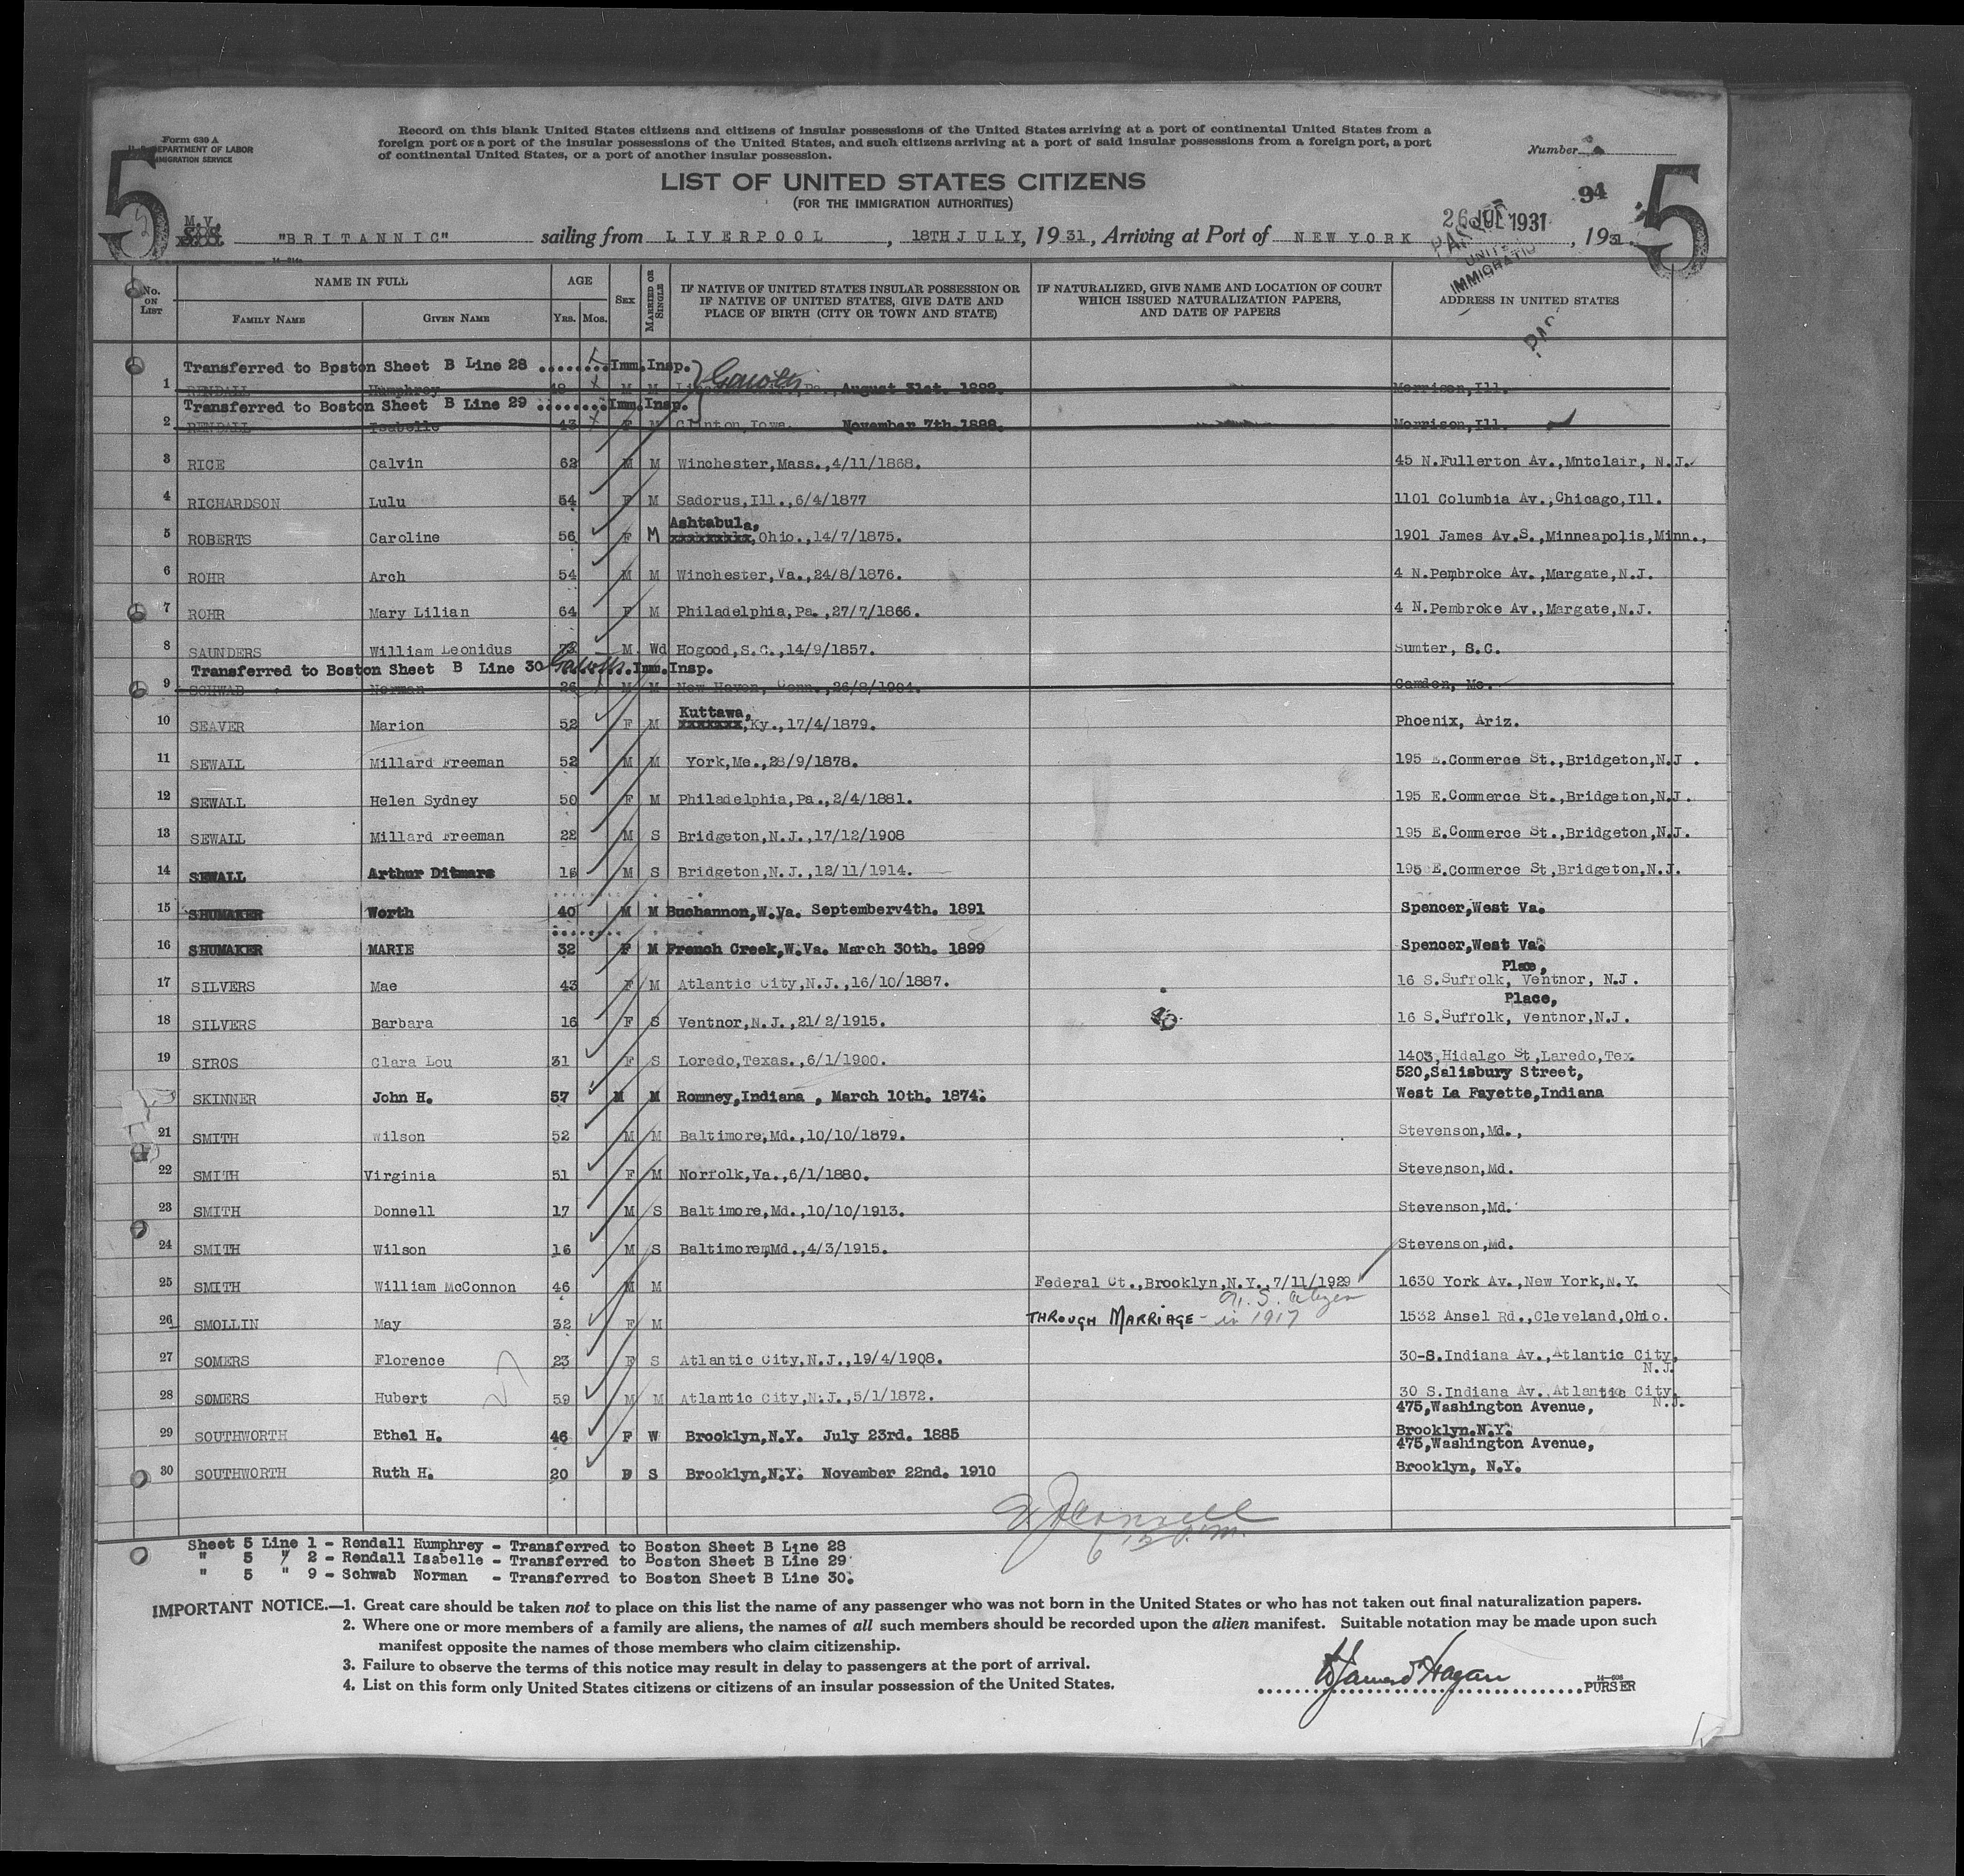 Form 630 A
U. S. DEPARTMENT OF LABOR
IMMIGRATION SERVICE
Record on this blank United States citizens and citizens of insular possessions of the United States arriving at a port of continental United States from a
foreign port or a port of the insular possessions of the United States, and such citizens arriving at a port of said insular possessions from a foreign port, a port
of continental United States, or a port of another insular possession.
Number
5 5
LIST OF UNITED STATES CITIZENS
(FOR THE IMMIGRATION AUTHORITIES)
94
26 JUL 1931
M.V. "BRITANNIC" sailing from LIVERPOOL, 18TH JULY, 1931, Arriving at Port of NEW YORK, 1931.
No. on List NAME IN FULL AGE SEX MARRIED OR SINGLE IF NATIVE OF UNITED STATES INSULAR POSSESSION OR IF NATIVE OF UNITED STATES, GIVE DATE AND PLACE OF BIRTH (CITY OR TOWN AND STATE) IF NATURALIZED, GIVE NAME AND LOCATION OF COURT WHICH ISSUED NATURALIZATION PAPERS, AND DATE OF PAPERS ADDRESS IN UNITED STATES
FAMILY NAME GIVEN NAME YRS. MOS.
Transferred to Boston Sheet B Line 28 ........Imm.Insp.
1 RENDALL Humphrey 48 M M August 31st. 1882. Morrison,Ill.
Transferred to Boston Sheet B Line 29 ........Imm.Insp.
2 RENDALL Isabelle 43 F M Clinton,Iowa. November 7th.1888. Morrison,Ill.
3 RICE Calvin 62 M M Winchester,Mass.,4/11/1868. 45 N.Fullerton Av.,Mntclair, N.J.
4 RICHARDSON Lulu 54 F M Sadorus,Ill.,6/4/1877 1101 Columbia Av.,Chicago,Ill.
5 ROBERTS Caroline 56 F M Ashtabula, Ohio.,14/7/1875. 1901 James Av.S.,Minneapolis,Minn.,
6 ROHR Arch 54 M M Winchester,Va.,24/8/1876. 4 N.Pembroke Av.,Margate,N.J.
7 ROHR Mary Lilian 64 F M Philadelphia,Pa.,27/7/1866. 4 N.Pembroke Av.,Margate,N.J.
8 SAUNDERS William Leonidus 73 M Wd Hogood,S.C.,14/9/1857. Sumter, S.C.
Transferred to Boston Sheet B Line 30 ........Imm.Insp.
9 SCHWAB Norman 26 M M New Haven, Conn.,26/8/1904. Camden, Me.
10 SEAVER Marion 52 F M Kuttawa, Ky.,17/4/1879. Phoenix, Ariz.
11 SEWALL Millard Freeman 52 M M York,Me.,28/9/1878. 195 E.Commerce St.,Bridgeton,N.J .
12 SEWALL Helen Sydney 50 F M Philadelphia,Pa.,2/4/1881. 195 E.Commerce St.,Bridgeton,N.J.
13 SEWALL Millard Freeman 22 M S Bridgeton,N.J.,17/12/1908 195 E.Commerce St.,Bridgeton,N.J.
14 SEWALL Arthur Ditmars 16 M S Bridgeton,N.J.,12/11/1914. 195 E.Commerce St,Bridgeton,N.J.
15 SHUMAKER Worth 40 M M Buchannon,W.Va. Septemberv4th. 1891 Spencer,West Va.
16 SHUMAKER MARIE 32 F M French Creek,W.Va. March 30th. 1899 Spencer,West Va.
17 SILVERS Mae 43 F M Atlantic City,N.J.,16/10/1887. 16 S.Suffolk, Place, Ventnor, N.J.
18 SILVERS Barbara 16 F S Ventnor,N.J.,21/2/1915. 16 S.Suffolk, Place, Ventnor,N.J.
19 SIROS Clara Lou 31 F S Loredo,Texas.,6/1/1900. 1403,Hidalgo St,Laredo,Tex.
520,Salisbury Street,
SKINNER John H. 57 M M Romney,Indiana , March 10th. 1874. West La Fayette,Indiana
21 SMITH Wilson 52 M M Baltimore,Md.,10/10/1879. Stevenson,Md.,
22 SMITH Virginia 51 F M Norfolk,Va.,6/1/1880. Stevenson,Md.
23 SMITH Donnell 17 M S Baltimore,Md.,10/10/1913. Stevenson,Md.
24 SMITH Wilson 16 M S Baltimore,Md.,4/3/1915. Stevenson,Md.
25 SMITH William McConnon 46 M M Federal Ct.,Brooklyn,N.Y.,7/11/1929 1630 York Av.,New York,N.Y.
U.S. Citizen
26 SMOLLIN May 32 F M THROUGH MARRIAGE - in 1917 1532 Ansel Rd.,Cleveland,Ohio.
27 SOMERS Florence 23 F S Atlantic City,N.J.,19/4/1908. 30-S.Indiana Av.,Atlantic City, N.J.
28 SOMERS Hubert 59 M M Atlantic City,N.J.,5/1/1872. 30 S.Indiana Av. Atlantic City, N.J.
475,Washington Avenue,
29 SOUTHWORTH Ethel H. 46 F W Brooklyn,N.Y. July 23rd. 1885 Brooklyn.N.Y.
475,Washington Avenue,
30 SOUTHWORTH Ruth H. 20 F S Brooklyn,N.Y. November 22nd. 1910 Brooklyn, N.Y.
27
Sheet 5 Line 1 - Rendall Humphrey - Transferred to Boston Sheet B Line 28
" 5 " 2 - Rendall Isabelle - Transferred to Boston Sheet B Line 29
" 5 " 9 - Schwab Norman - Transferred to Boston Sheet B Line 30.
IMPORTANT NOTICE.—1. Great care should be taken not to place on this list the name of any passenger who was not born in the United States or who has not taken out final naturalization papers.
2. Where one or more members of a family are aliens, the names of all such members should be recorded upon the alien manifest. Suitable notation may be made upon such
manifest opposite the names of those members who claim citizenship.
3. Failure to observe the terms of this notice may result in delay to passengers at the port of arrival.
4. List on this form only United States citizens or citizens of an insular possession of the United States.
PURSER